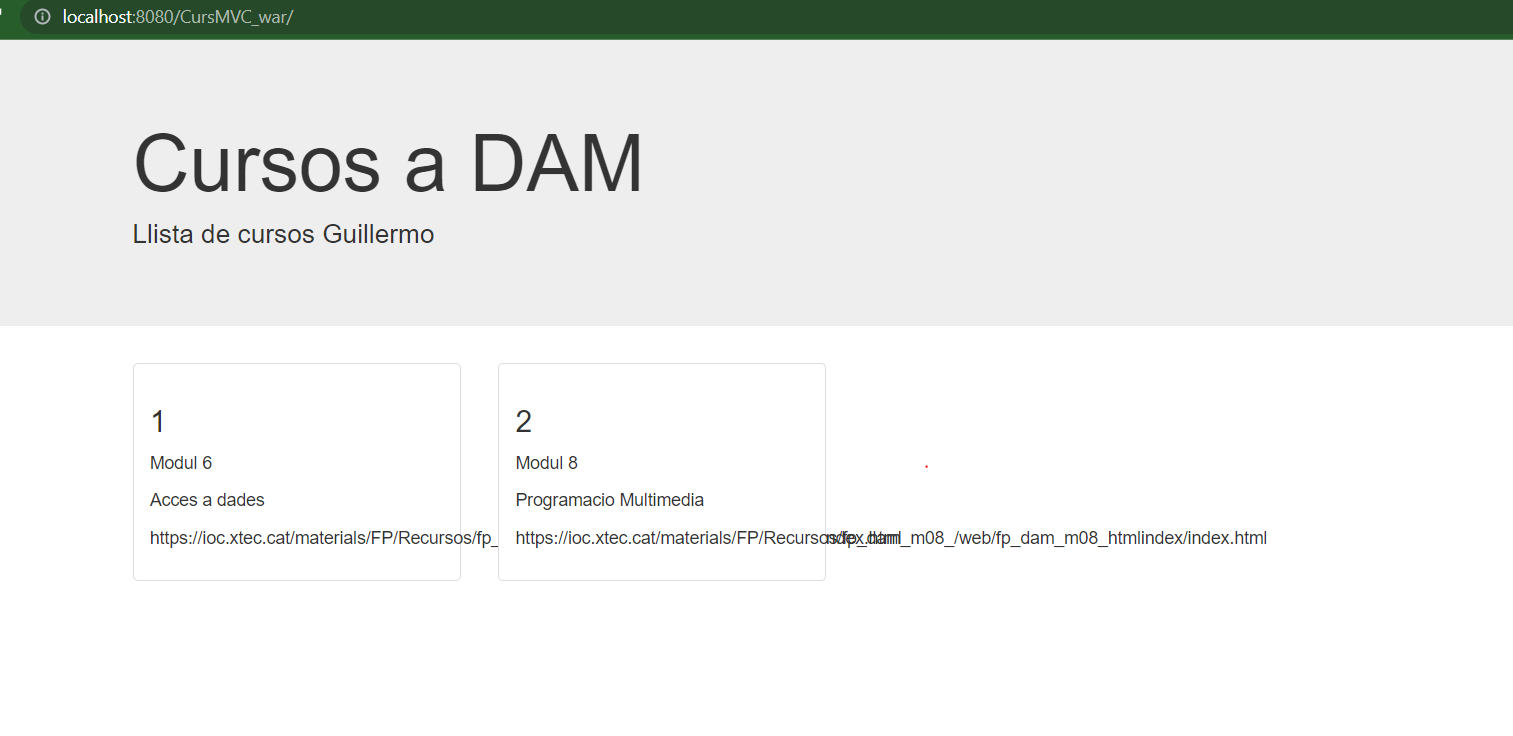 localhost:8080/CursMVC_war/
Cursos a DAM
Llista de cursos Guillermo
1
Modul 6
Acces a dades
https://ioc.xtec.cat/materials/FP/Recursos/fp_
2
Modul 8
Programacio Multimedia
https://ioc.xtec.cat/materials/FP/Recursos/fp_dam_m08_/web/fp_dam_m08_htmlindex/index.html